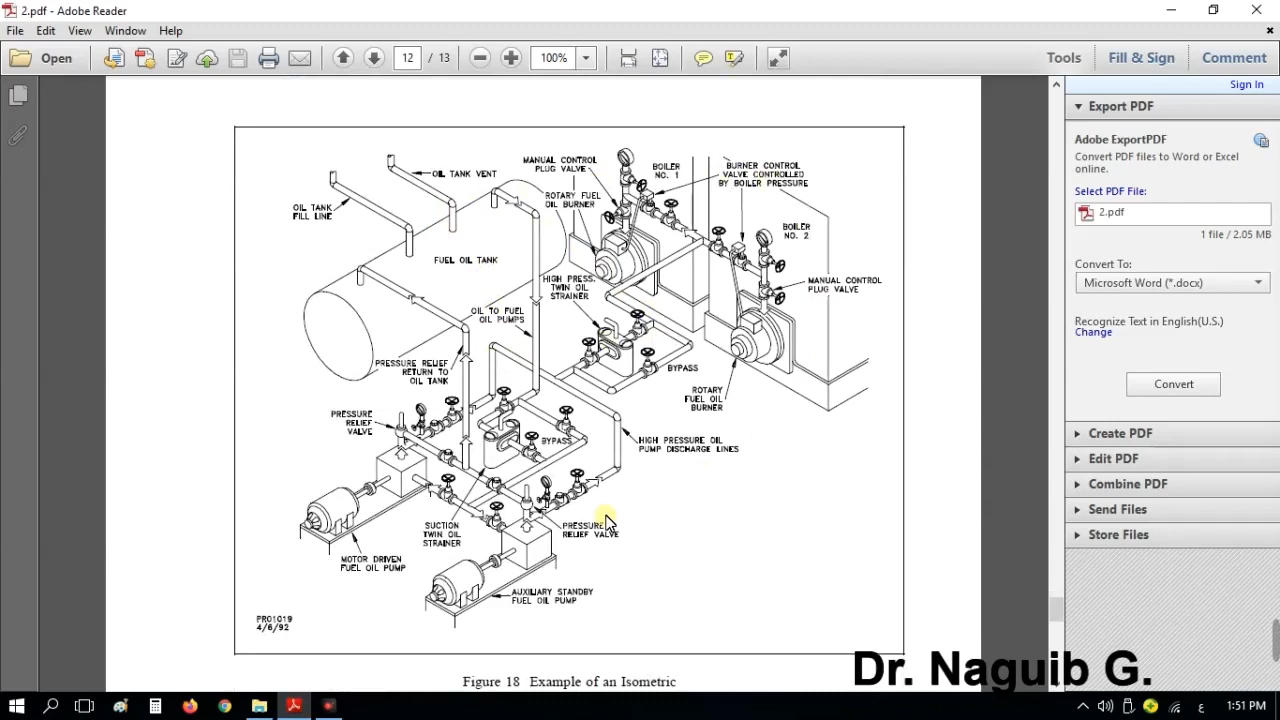 2.pdf - Adobe Reader
File Edit View Window Help
Open
12 / 13
100%
Tools
Fill & Sign
Comment
Sign In
Export PDF
Adobe ExportPDF
Convert PDF files to Word or Excel
online.
Select PDF File:
2.pdf
1 file / 2.05 MB
Convert To:
Microsoft Word (*.docx)
Recognize Text in English(U.S.)
Change
Convert
Create PDF
Edit PDF
Combine PDF
Send Files
Store Files
OIL TANK VENT
OIL TANK
FILL LINE
FUEL OIL TANK
MANUAL CONTROL
PLUG VALVE
ROTARY FUEL
OIL BURNER
BOILER
NO. 1
BURNER CONTROL
VALVE CONTROLLED
BY BOILER PRESSURE
BOILER
NO. 2
MANUAL CONTROL
PLUG VALVE
HIGH PRESS.
TWIN OIL
STRAINER
OIL TO FUEL
OIL PUMPS
PRESSURE RELIEF
RETURN TO
OIL TANK
BYPASS
ROTARY
FUEL OIL
BURNER
PRESSURE
RELIEF
VALVE
BYPASS
HIGH PRESSURE OIL
PUMP DISCHARGE LINES
SUCTION
TWIN OIL
STRAINER
PRESSURE
RELIEF VALVE
MOTOR DRIVEN
FUEL OIL PUMP
AUXILIARY STANDBY
FUEL OIL PUMP
PR01019
4/6/92
Figure 18 Example of an Isometric
Dr. Naguib G.
ع
1:51 PM